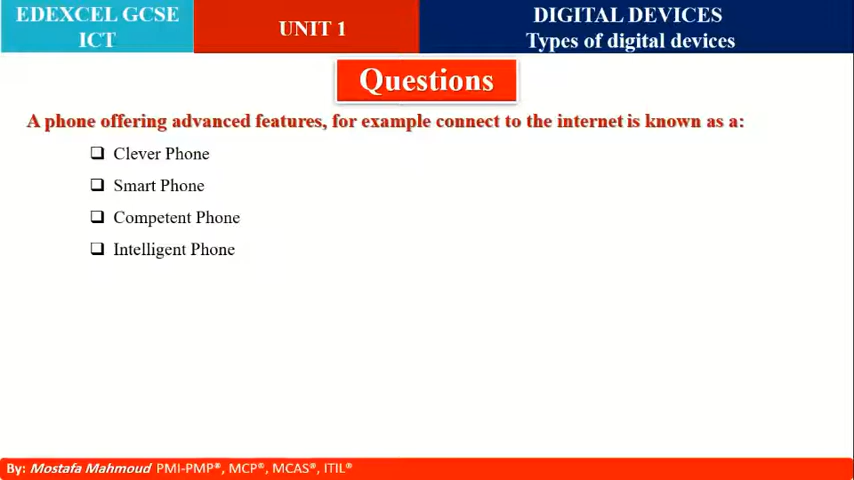 EDEXCEL GCSE
ICT
UNIT 1
DIGITAL DEVICES
Types of digital devices
Questions
A phone offering advanced features, for example connect to the internet is known as a:
❑ Clever Phone
❑ Smart Phone
❑ Competent Phone
❑ Intelligent Phone
By: Mostafa Mahmoud PMI-PMP®, MCP®, MCAS®, ITIL®